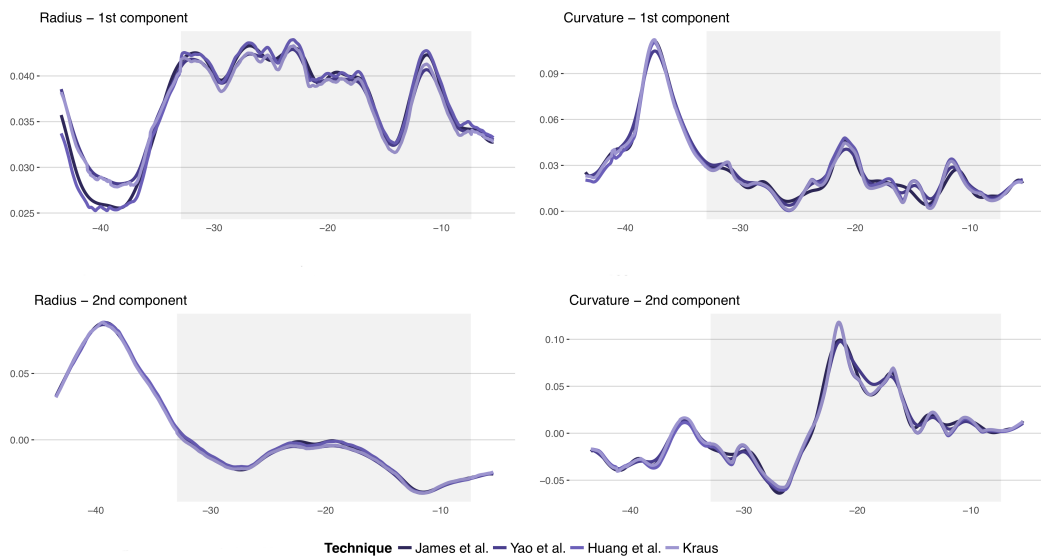 Radius – 1st component
0.040
0.035
0.030
0.025
−40 −30 −20 −10
Curvature – 1st component
0.09
0.06
0.03
0.00
−40 −30 −20 −10
Radius – 2nd component
0.05
0.00
−40 −30 −20 −10
Curvature – 2nd component
0.10
0.05
0.00
−0.05
−40 −30 −20 −10
Technique James et al. Yao et al. Huang et al. Kraus